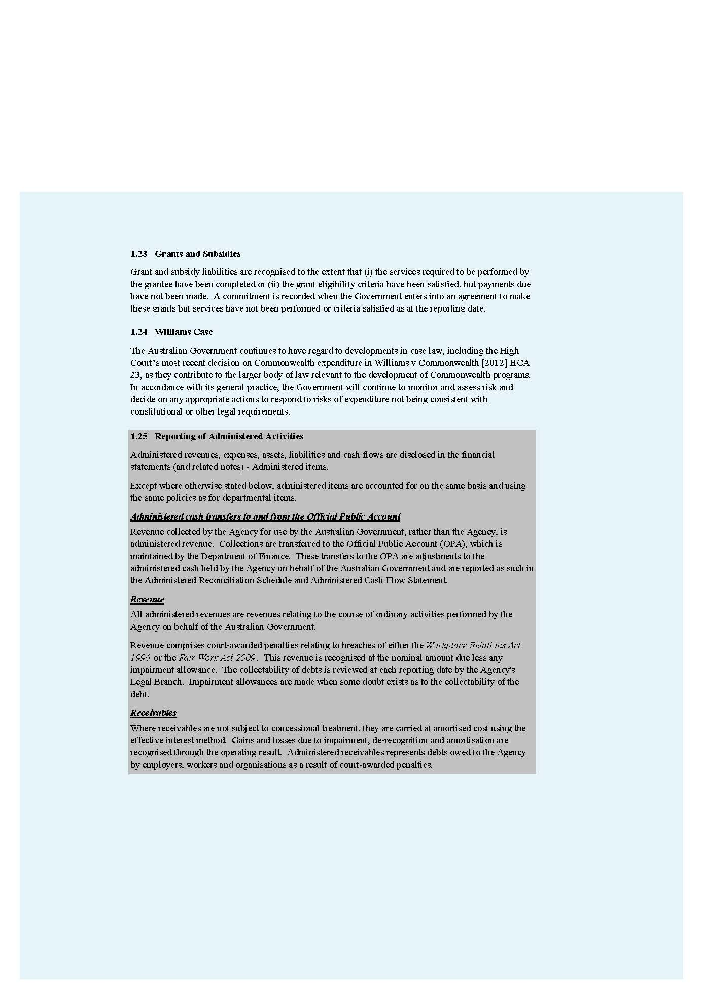 1.23 Grants and Subsidies
Grant and subsidy liabilities are recognised to the extent that (i) the services required to be performed by
the grantee have been completed or (ii) the grant eligibility criteria have been satisfied, but payments due
have not been made. A commitment is recorded when the Government enters into an agreement to make
these grants but services have not been performed or criteria satisfied as at the reporting date.
1.24 Williams Case
The Australian Government continues to have regard to developments in case law, including the High
Court’s most recent decision on Commonwealth expenditure in Williams v Commonwealth [2012] HCA
23, as they contribute to the larger body of law relevant to the development of Commonwealth programs.
In accordance with its general practice, the Government will continue to monitor and assess risk and
decide on any appropriate actions to respond to risks of expenditure not being consistent with
constitutional or other legal requirements.
1.25 Reporting of Administered Activities
Administered revenues, expenses, assets, liabilities and cash flows are disclosed in the financial
statements (and related notes) - Administered items.
Except where otherwise stated below, administered items are accounted for on the same basis and using
the same policies as for departmental items.
Administered cash transfers to and from the Official Public Account
Revenue collected by the Agency for use by the Australian Government, rather than the Agency, is
administered revenue. Collections are transferred to the Official Public Account (OPA), which is
maintained by the Department of Finance. These transfers to the OPA are adjustments to the
administered cash held by the Agency on behalf of the Australian Government and are reported as such in
the Administered Reconciliation Schedule and Administered Cash Flow Statement.
Revenue
All administered revenues are revenues relating to the course of ordinary activities performed by the
Agency on behalf of the Australian Government.
Revenue comprises court-awarded penalties relating to breaches of either the Workplace Relations Act
1996 or the Fair Work Act 2009. This revenue is recognised at the nominal amount due less any
impairment allowance. The collectability of debts is reviewed at each reporting date by the Agency's
Legal Branch. Impairment allowances are made when some doubt exists as to the collectability of the
debt.
Receivables
Where receivables are not subject to concessional treatment, they are carried at amortised cost using the
effective interest method. Gains and losses due to impairment, de-recognition and amortisation are
recognised through the operating result. Administered receivables represents debts owed to the Agency
by employers, workers and organisations as a result of court-awarded penalties.